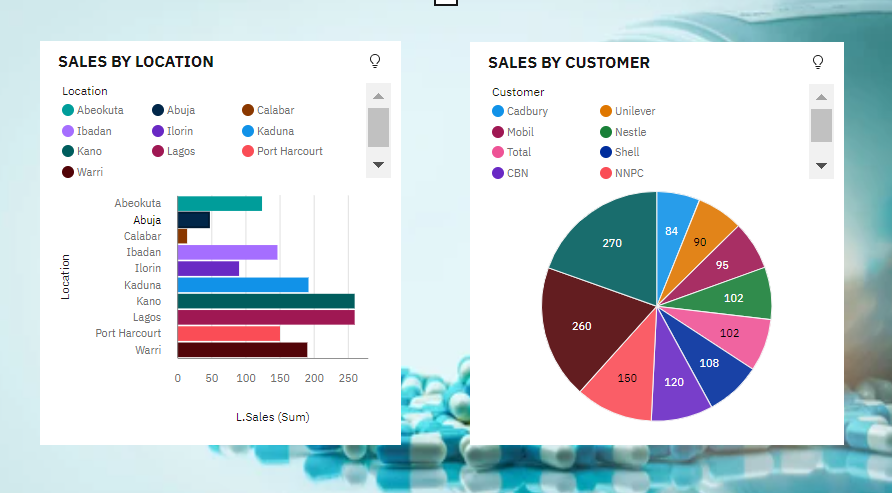 SALES BY LOCATION
Location
Abeokuta Abuja Calabar
Ibadan Ilorin Kaduna
Kano Lagos Port Harcourt
Warri
Location
Abeokuta
Abuja
Calabar
Ibadan
Ilorin
Kaduna
Kano
Lagos
Port Harcourt
Warri
0 50 100 150 200 250
L.Sales (Sum)
SALES BY CUSTOMER
Customer
Cadbury Unilever
Mobil Nestle
Total Shell
CBN NNPC
84
90
95
102
102
108
120
150
260
270